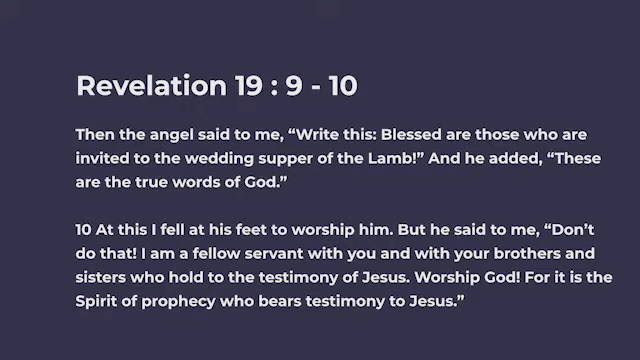 Revelation 19 : 9 - 10
Then the angel said to me, “Write this: Blessed are those who are
invited to the wedding supper of the Lamb!” And he added, “These
are the true words of God.”
10 At this I fell at his feet to worship him. But he said to me, “Don’t
do that! I am a fellow servant with you and with your brothers and
sisters who hold to the testimony of Jesus. Worship God! For it is the
Spirit of prophecy who bears testimony to Jesus.”